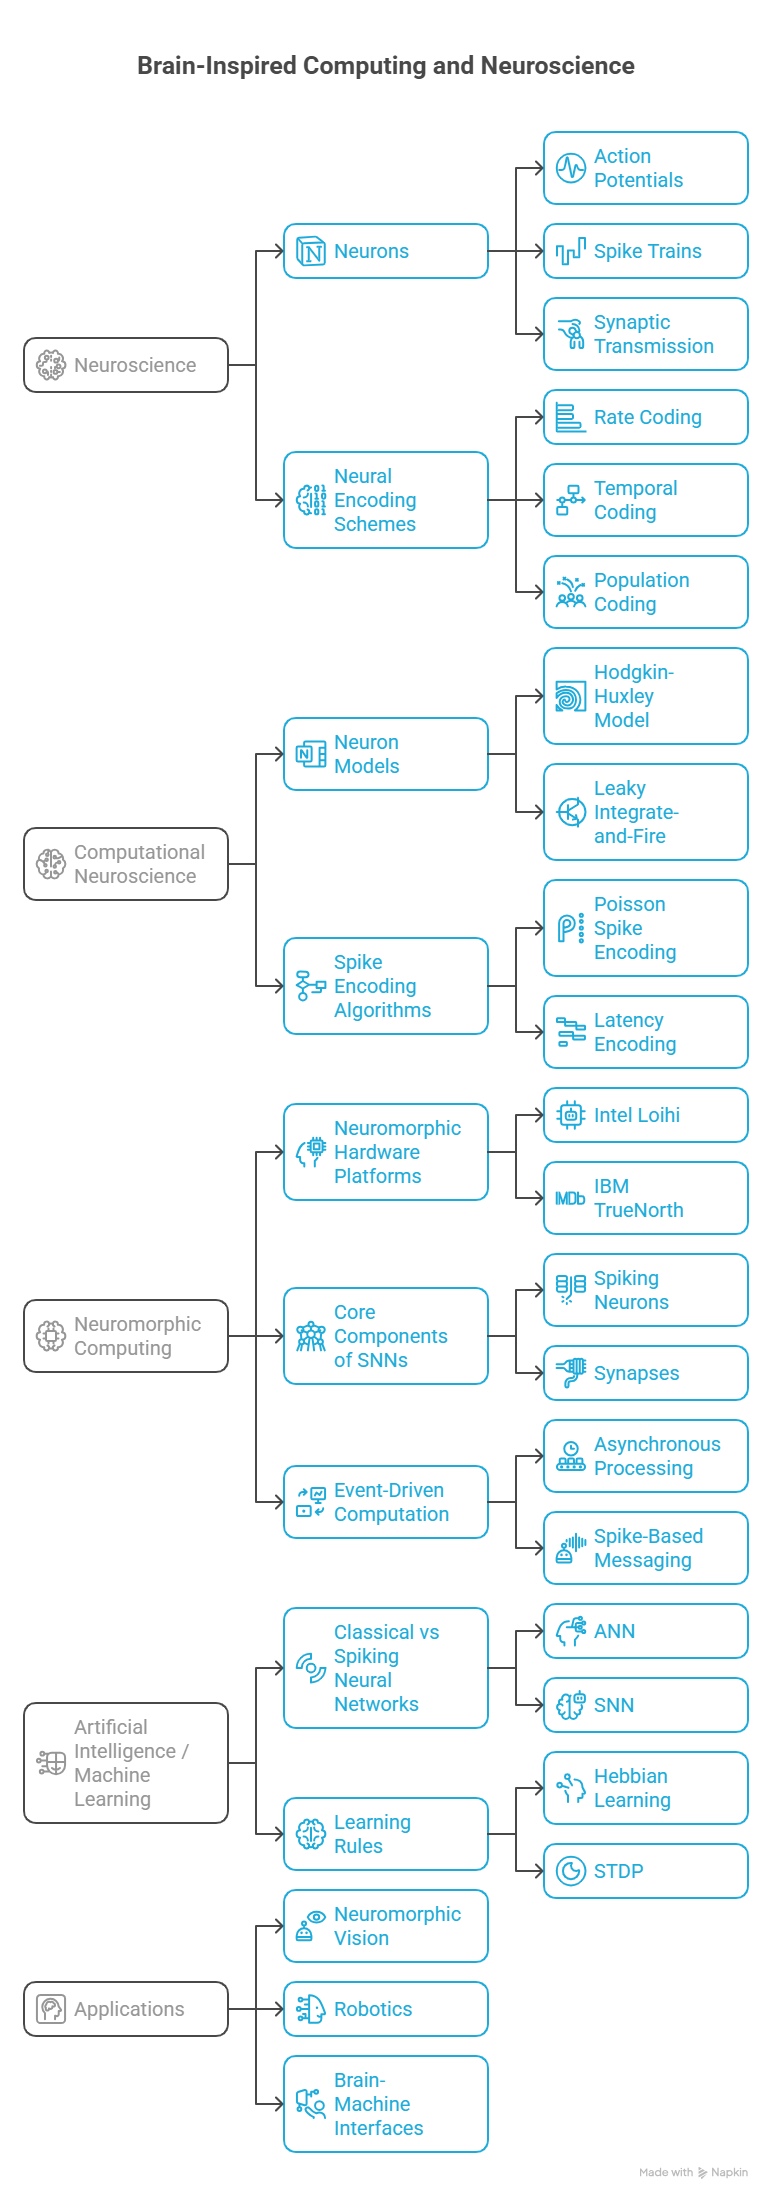 Brain-Inspired Computing and Neuroscience
Action
Potentials
N
Neurons
Spike Trains
Synaptic
Transmission
Neuroscience
Rate Coding
Neural
Encoding
Schemes
01
10
01
01
Temporal
Coding
Population
Coding
Hodgkin-
Huxley
Model
N
Neuron
Models
Leaky
Integrate-
and-Fire
Computational
Neuroscience
Poisson
Spike
Encoding
P
Spike
Encoding
Algorithms
Latency
Encoding
Neuromorphic
Hardware
Platforms
Intel Loihi
IMDb
IBM
TrueNorth
Spiking
Neurons
Neuromorphic
Computing
Core
Components
of SNNs
Synapses
Asynchronous
Processing
Event-Driven
Computation
Spike-Based
Messaging
Classical vs
Spiking
Neural
Networks
ANN
SNN
Artificial
Intelligence /
Machine
Learning
Hebbian
Learning
Learning
Rules
STDP
Neuromorphic
Vision
Applications
Robotics
Brain-
Machine
Interfaces
Made with Napkin